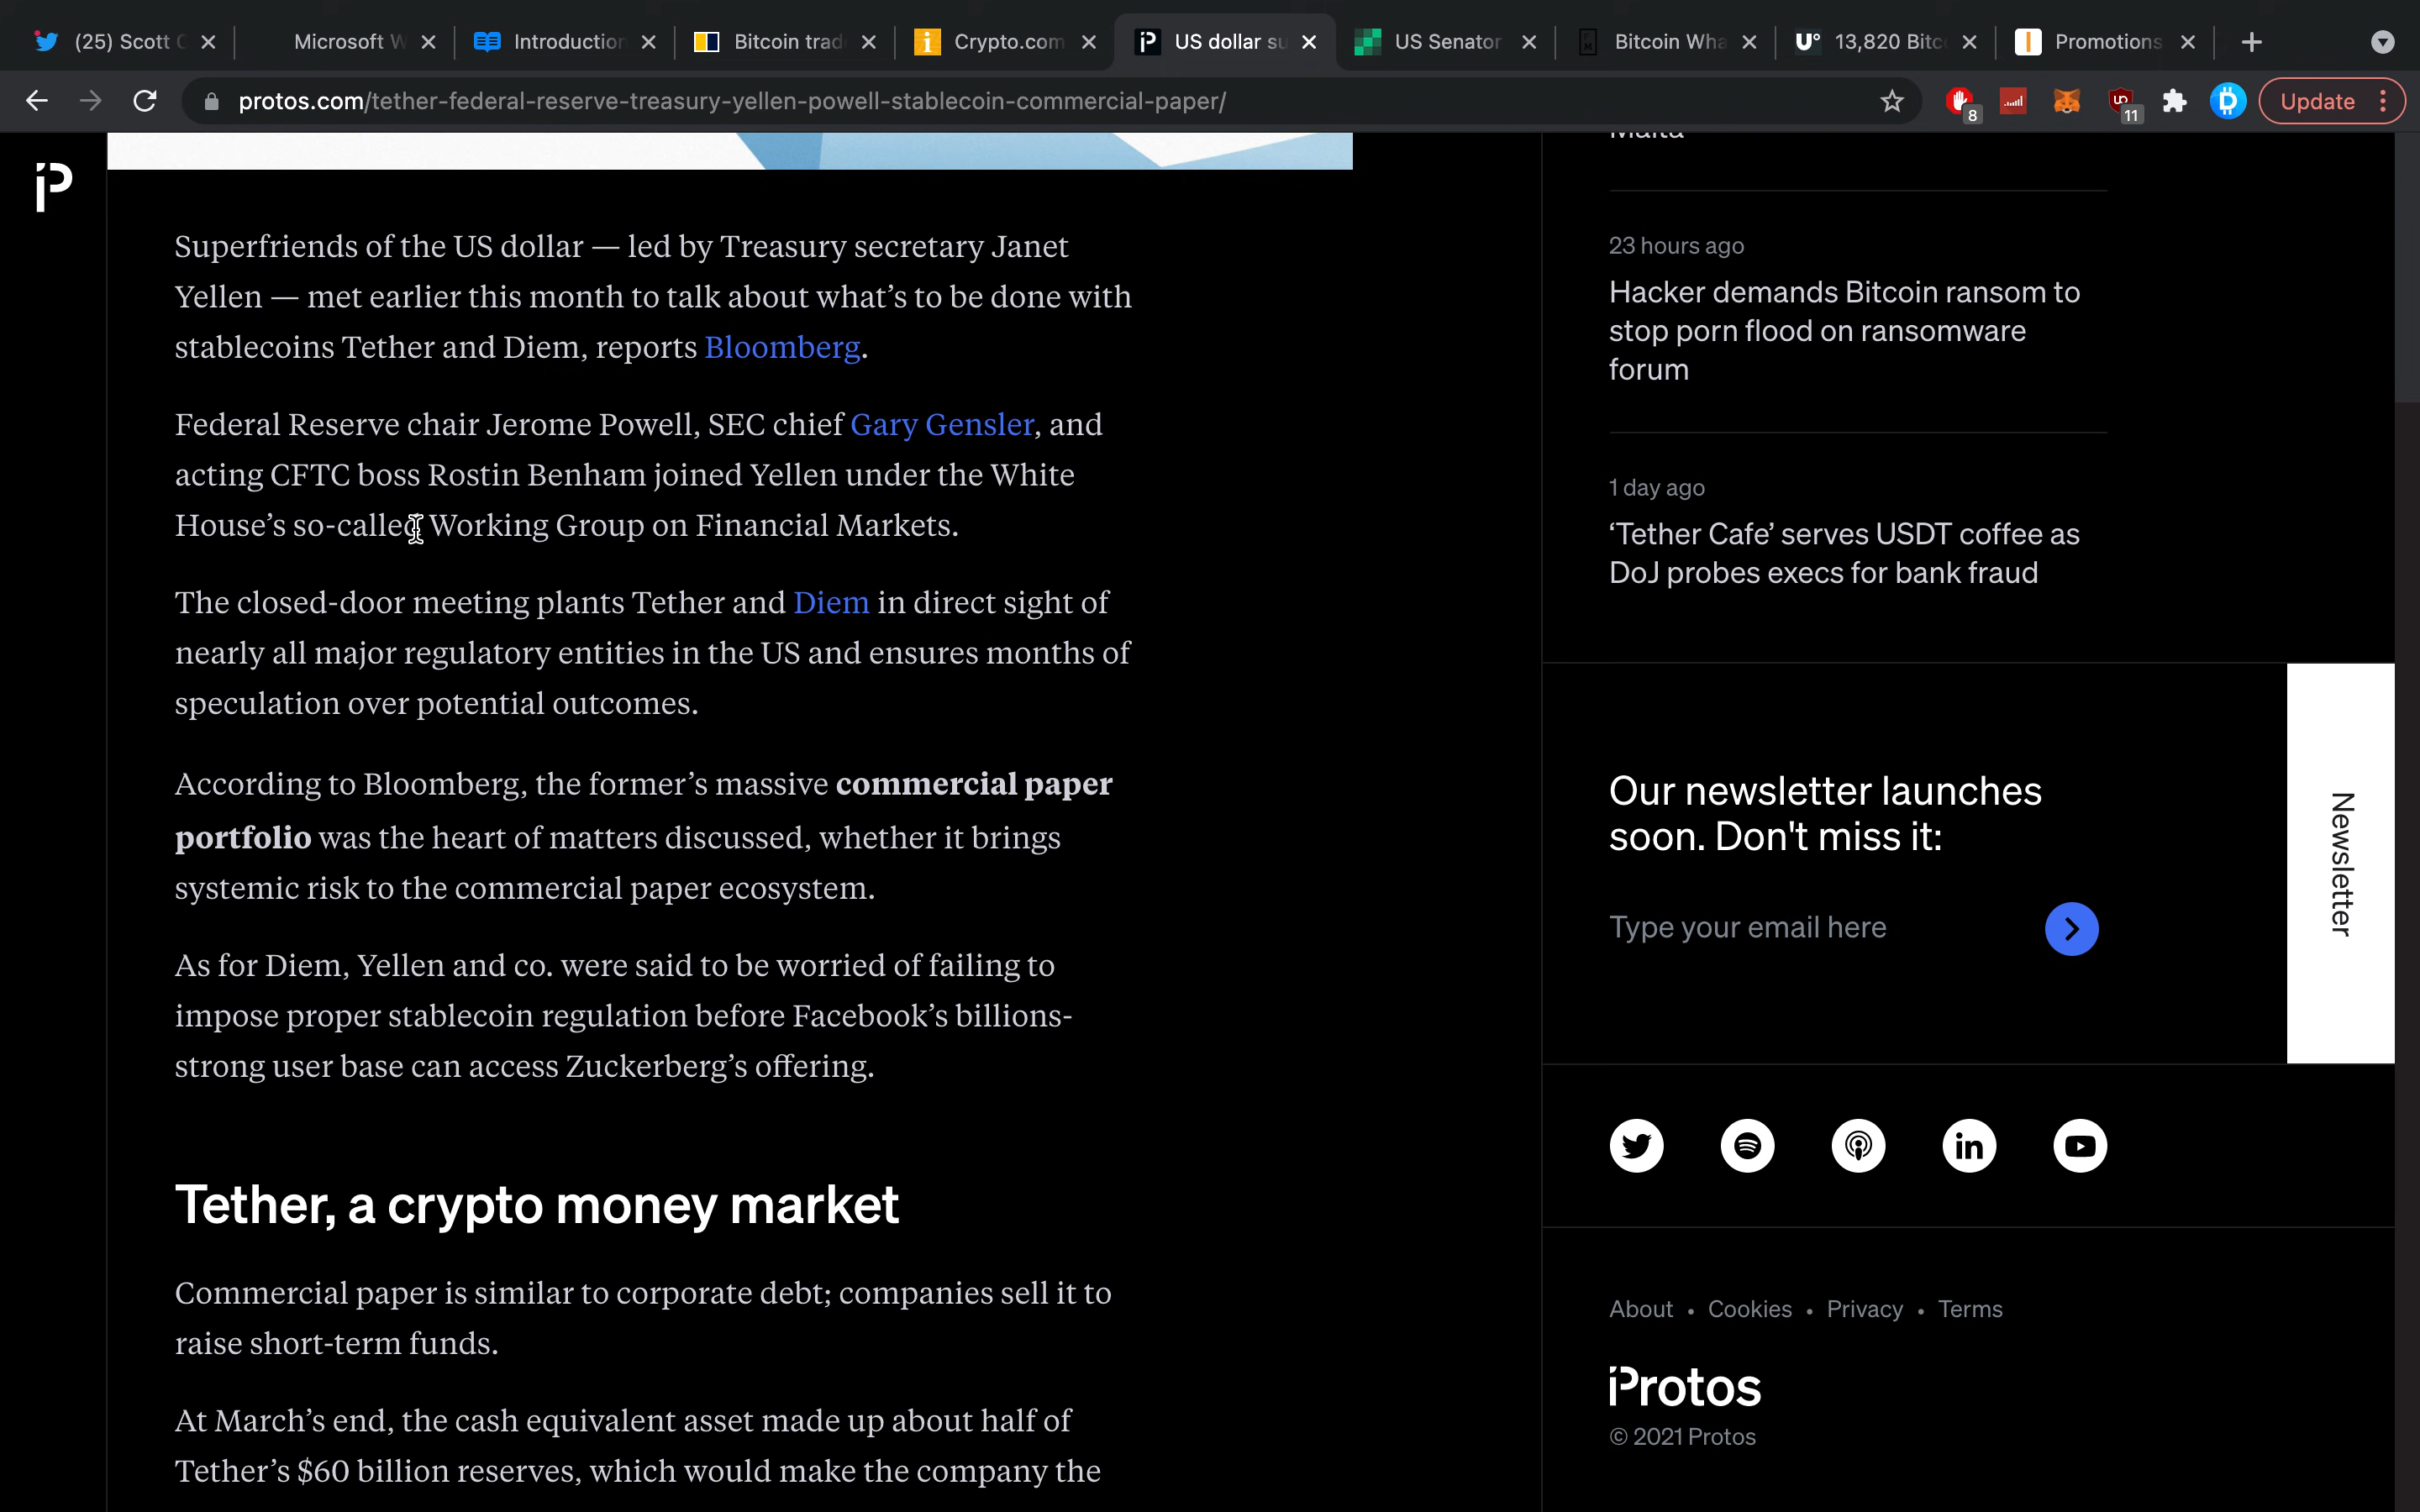 (25) Scott C
Microsoft W
Introduction
Bitcoin trad
Crypto.com
US dollar su
US Senator
Bitcoin Wha
U° 13,820 Bitc
Promotions
protos.com/tether-federal-reserve-treasury-yellen-powell-stablecoin-commercial-paper/
8
11
Update
Superfriends of the US dollar — led by Treasury secretary Janet
Yellen — met earlier this month to talk about what’s to be done with
stablecoins Tether and Diem, reports Bloomberg.
Federal Reserve chair Jerome Powell, SEC chief Gary Gensler, and
acting CFTC boss Rostin Benham joined Yellen under the White
House’s so-called Working Group on Financial Markets.
The closed-door meeting plants Tether and Diem in direct sight of
nearly all major regulatory entities in the US and ensures months of
speculation over potential outcomes.
According to Bloomberg, the former’s massive commercial paper
portfolio was the heart of matters discussed, whether it brings
systemic risk to the commercial paper ecosystem.
As for Diem, Yellen and co. were said to be worried of failing to
impose proper stablecoin regulation before Facebook’s billions-
strong user base can access Zuckerberg’s offering.
Tether, a crypto money market
Commercial paper is similar to corporate debt; companies sell it to
raise short-term funds.
At March’s end, the cash equivalent asset made up about half of
Tether’s $60 billion reserves, which would make the company the
Malta
23 hours ago
Hacker demands Bitcoin ransom to
stop porn flood on ransomware
forum
1 day ago
‘Tether Cafe’ serves USDT coffee as
DoJ probes execs for bank fraud
Our newsletter launches
soon. Don't miss it:
Type your email here
Newsletter
in
About • Cookies • Privacy • Terms
Protos
© 2021 Protos